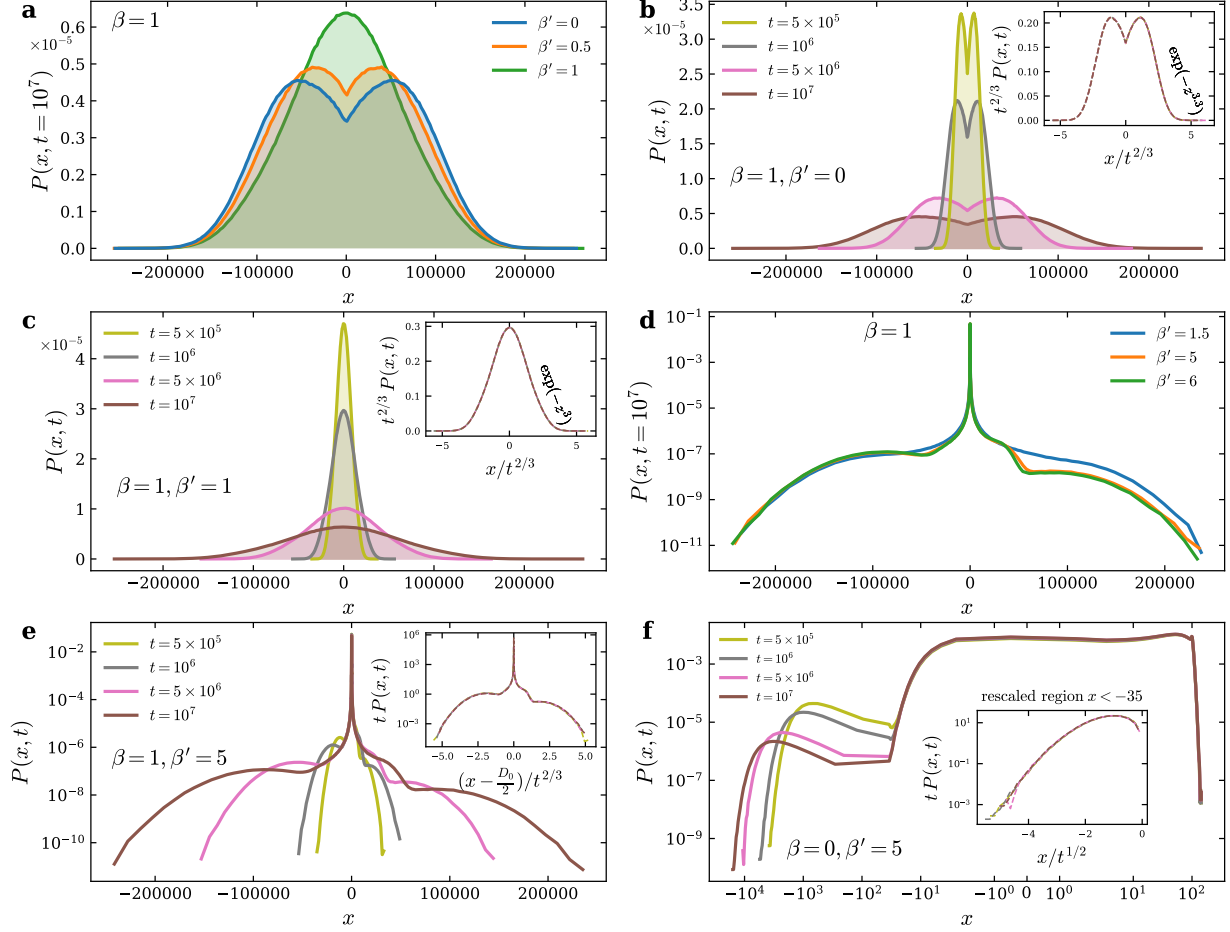 a
β = 1
×10⁻⁵
β′ = 0
β′ = 0.5
β′ = 1
P(x, t = 10⁷)
0.6
0.5
0.4
0.3
0.2
0.1
0.0
−200000 −100000 0 100000 200000
x
b
×10⁻⁵
t = 5 × 10⁵
t = 10⁶
t = 5 × 10⁶
t = 10⁷
β = 1, β′ = 0
P(x, t)
3.5
3.0
2.5
2.0
1.5
1.0
0.5
0.0
−200000 −100000 0 100000 200000
x
t^{2/3} P(x, t)
0.20
0.15
0.10
0.05
0.00
exp(−z^{3.3})
−5 0 5
x/t^{2/3}
c
×10⁻⁵
t = 5 × 10⁵
t = 10⁶
t = 5 × 10⁶
t = 10⁷
β = 1, β′ = 1
P(x, t)
4
3
2
1
0
−200000 −100000 0 100000 200000
x
t^{2/3} P(x, t)
0.3
0.2
0.1
0.0
exp(−z³)
−5 0 5
x/t^{2/3}
d
β = 1
β′ = 1.5
β′ = 5
β′ = 6
P(x, t = 10⁷)
10⁻¹
10⁻³
10⁻⁵
10⁻⁷
10⁻⁹
10⁻¹¹
−200000 −100000 0 100000 200000
x
e
t = 5 × 10⁵
t = 10⁶
t = 5 × 10⁶
t = 10⁷
β = 1, β′ = 5
P(x, t)
10⁻²
10⁻⁴
10⁻⁶
10⁻⁸
10⁻¹⁰
−200000 −100000 0 100000 200000
x
t P(x, t)
10⁶
10³
10⁰
10⁻³
−5.0 −2.5 0.0 2.5 5.0
(x − D₀/2)/t^{2/3}
f
t = 5 × 10⁵
t = 10⁶
t = 5 × 10⁶
t = 10⁷
β = 0, β′ = 5
P(x, t)
10⁻³
10⁻⁵
10⁻⁷
10⁻⁹
−10⁴ −10³ −10² −10¹ −10⁰ 0 10⁰ 10¹ 10²
x
rescaled region x < −35
t P(x, t)
10¹
10⁻¹
10⁻³
−4 −2 0
x/t^{1/2}